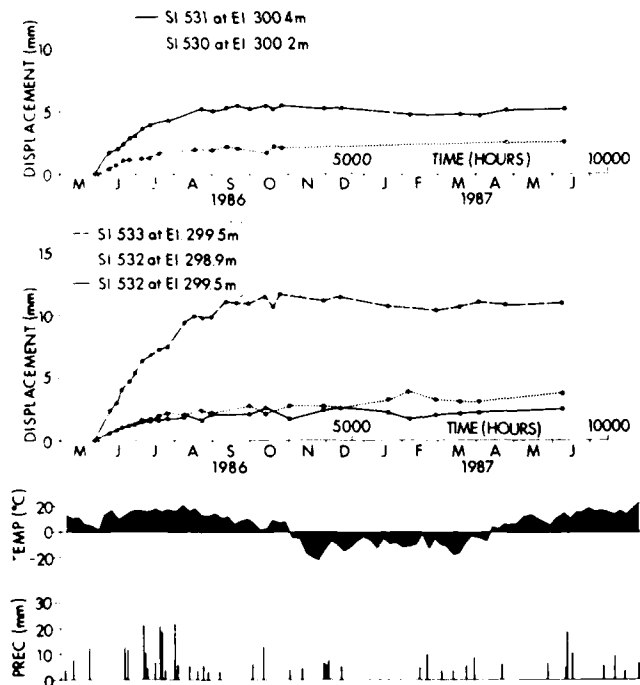 SI 531 at El 300.4m
SI 530 at El 300.2m
DISPLACEMENT (mm)
10
5
0
5000 TIME (HOURS) 10000
M J J A S O N D J F M A M J
1986 1987
SI 533 at El 299.5m
SI 532 at El 298.9m
SI 532 at El 299.5m
DISPLACEMENT (mm)
15
10
5
0
5000 TIME (HOURS) 10000
M J J A S O N D J F M A M J
1986 1987
TEMP (°C)
20
0
-20
PREC (mm)
30
20
10
0